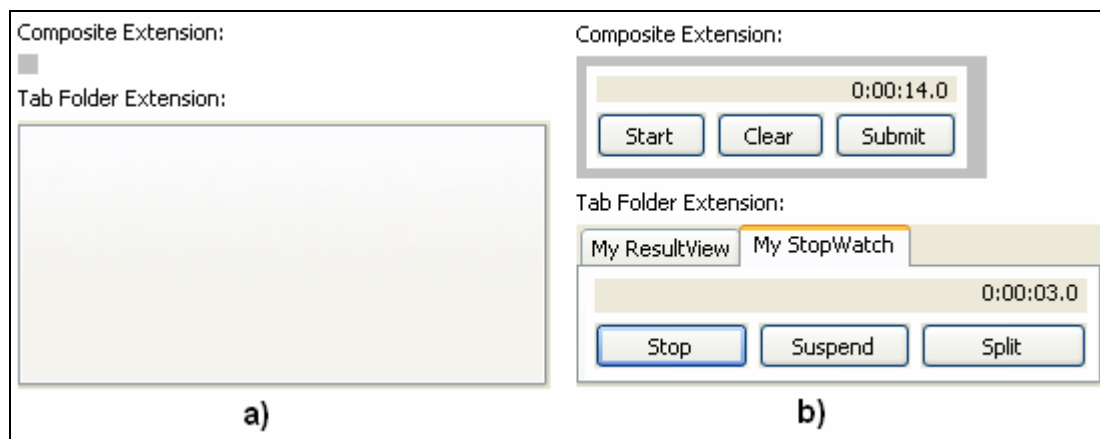 Composite Extension:
Tab Folder Extension:
a)
Composite Extension:
0:00:14.0
Start Clear Submit
Tab Folder Extension:
My ResultView My StopWatch
0:00:03.0
Stop Suspend Split
b)